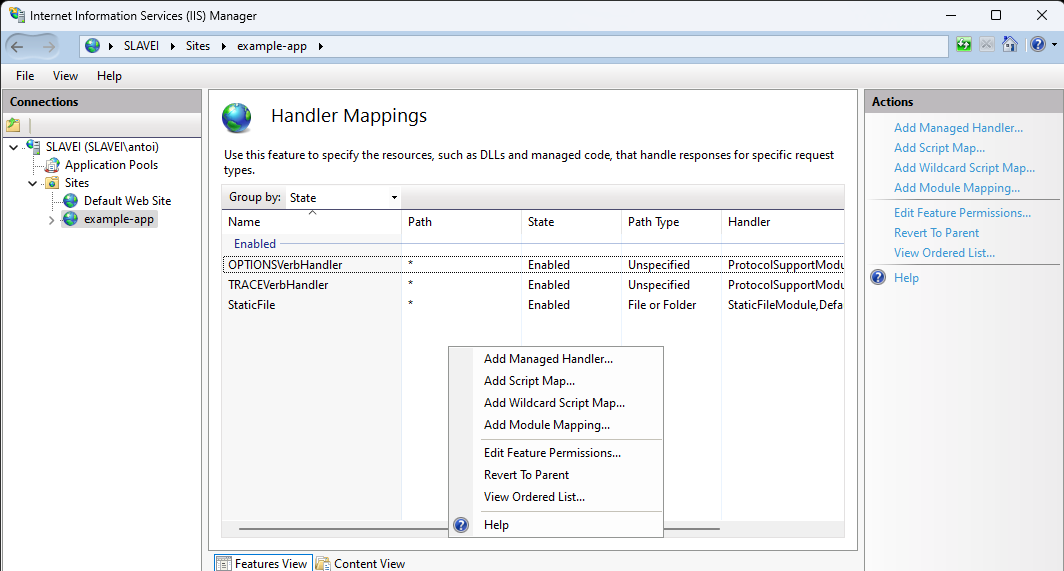 Internet Information Services (IIS) Manager
SLAVEI
Sites
example-app
File View Help
Connections
SLAVEI (SLAVEI\antoi)
Application Pools
Sites
Default Web Site
example-app
Handler Mappings
Use this feature to specify the resources, such as DLLs and managed code, that handle responses for specific request
types.
Group by: State
Name Path State Path Type Handler
Enabled
OPTIONSVerbHandler * Enabled Unspecified ProtocolSupportModu
TRACEVerbHandler * Enabled Unspecified ProtocolSupportModu
StaticFile * Enabled File or Folder StaticFileModule,Defa
Add Managed Handler...
Add Script Map...
Add Wildcard Script Map...
Add Module Mapping...
Edit Feature Permissions...
Revert To Parent
View Ordered List...
Help
Features View Content View
Actions
Add Managed Handler...
Add Script Map...
Add Wildcard Script Map...
Add Module Mapping...
Edit Feature Permissions...
Revert To Parent
View Ordered List...
Help